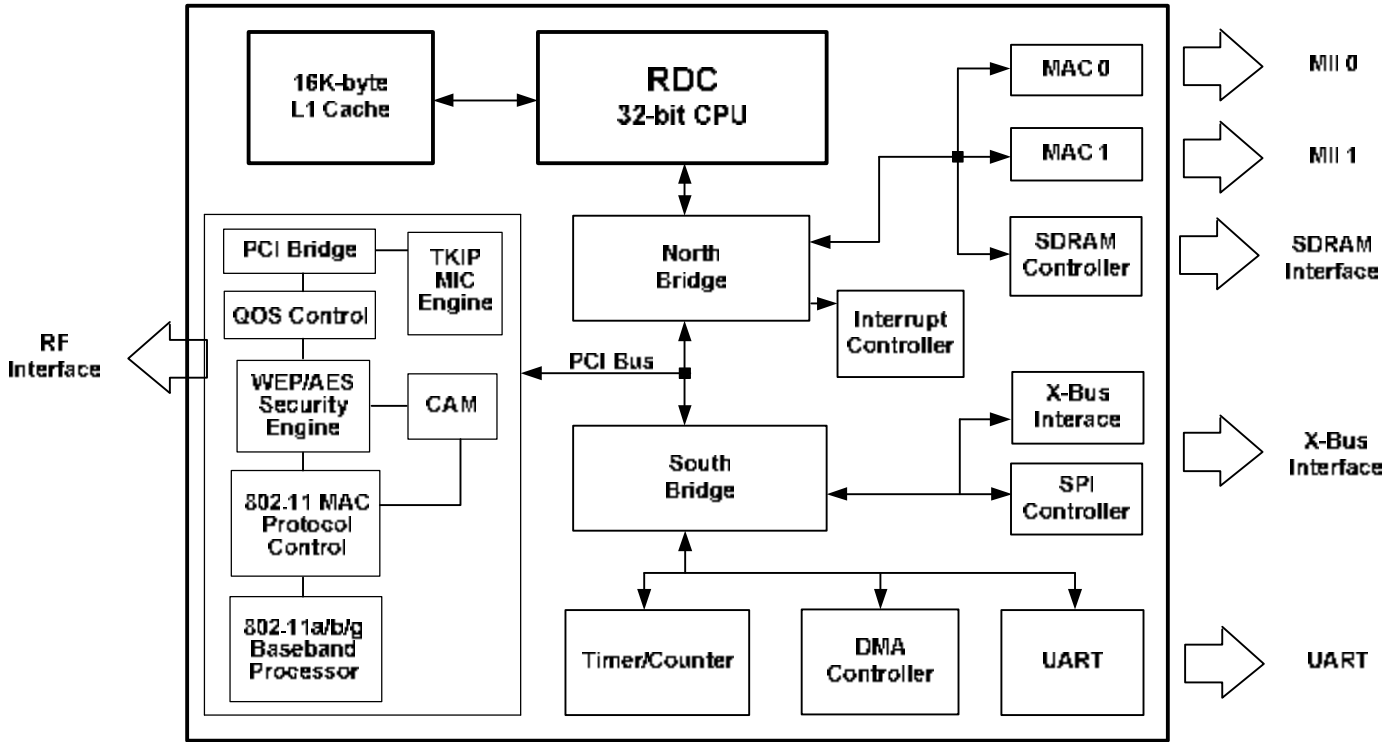 16K-byte
L1 Cache
RDC
32-bit CPU
MAC 0
MII 0
MAC 1
MII 1
PCI Bridge
TKIP
MIC
Engine
North
Bridge
SDRAM
Controller
SDRAM
Interface
QOS Control
Interrupt
Controller
RF
Interface
PCI Bus
WEP/AES
Security
Engine
CAM
X-Bus
Interace
X-Bus
Interface
South
Bridge
SPI
Controller
802.11 MAC
Protocol
Control
802.11a/b/g
Baseband
Processor
Timer/Counter
DMA
Controller
UART
UART